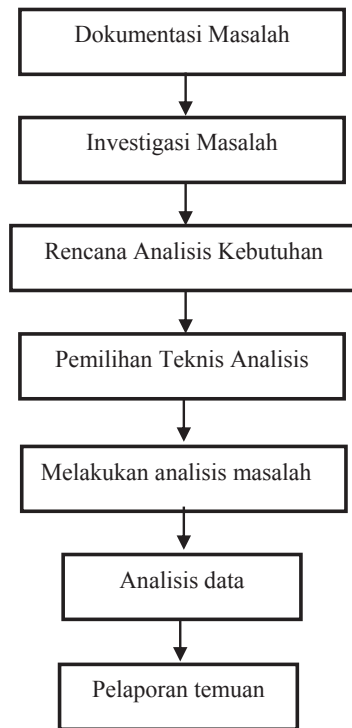 Dokumentasi Masalah
Investigasi Masalah
Rencana Analisis Kebutuhan
Pemilihan Teknis Analisis
Melakukan analisis masalah
Analisis data
Pelaporan temuan